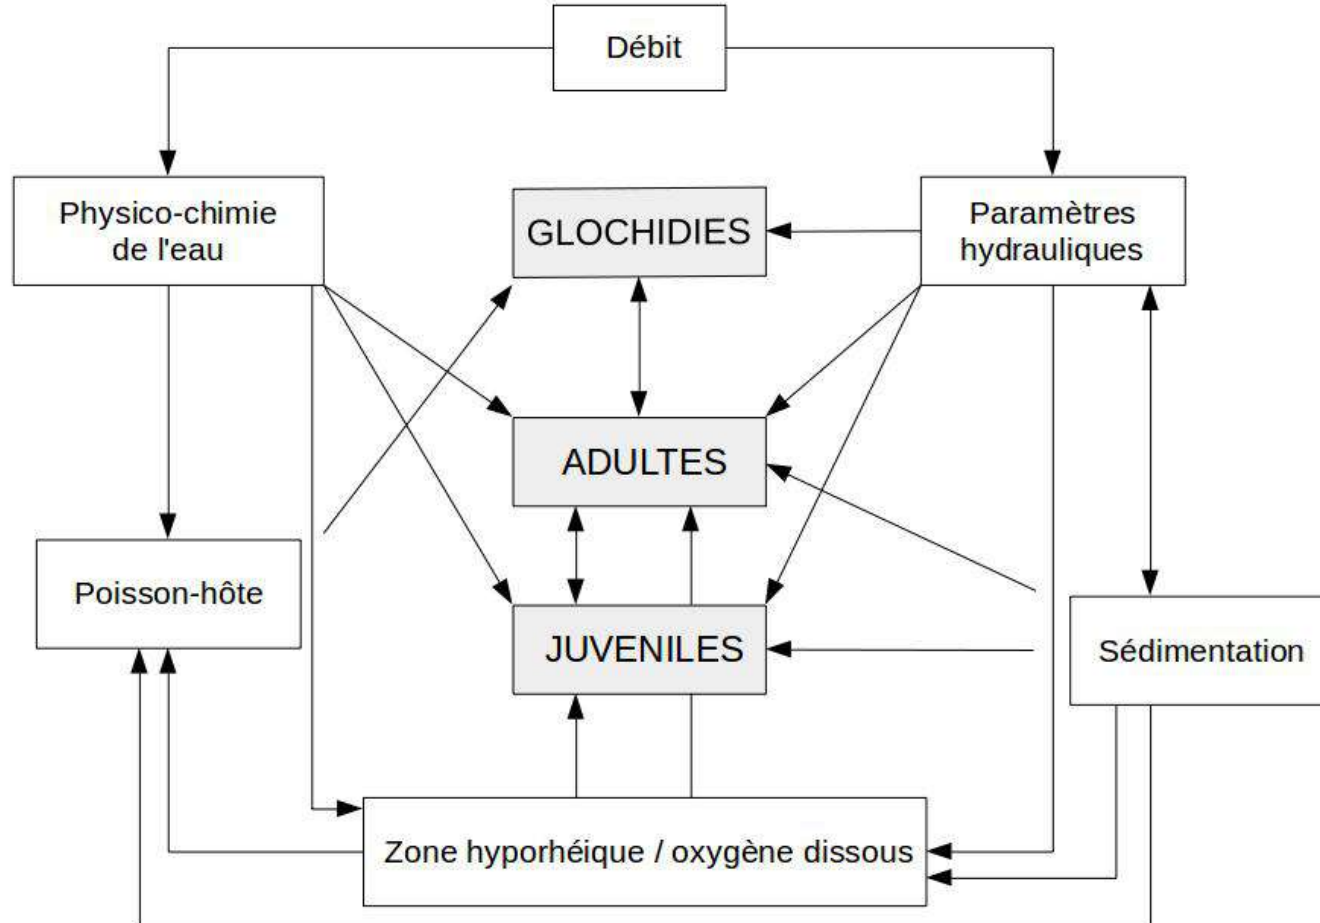 Débit
Physico-chimie
de l'eau
GLOCHIDIES
Paramètres
hydrauliques
ADULTES
Poisson-hôte
JUVENILES
Sédimentation
Zone hyporhéique / oxygène dissous